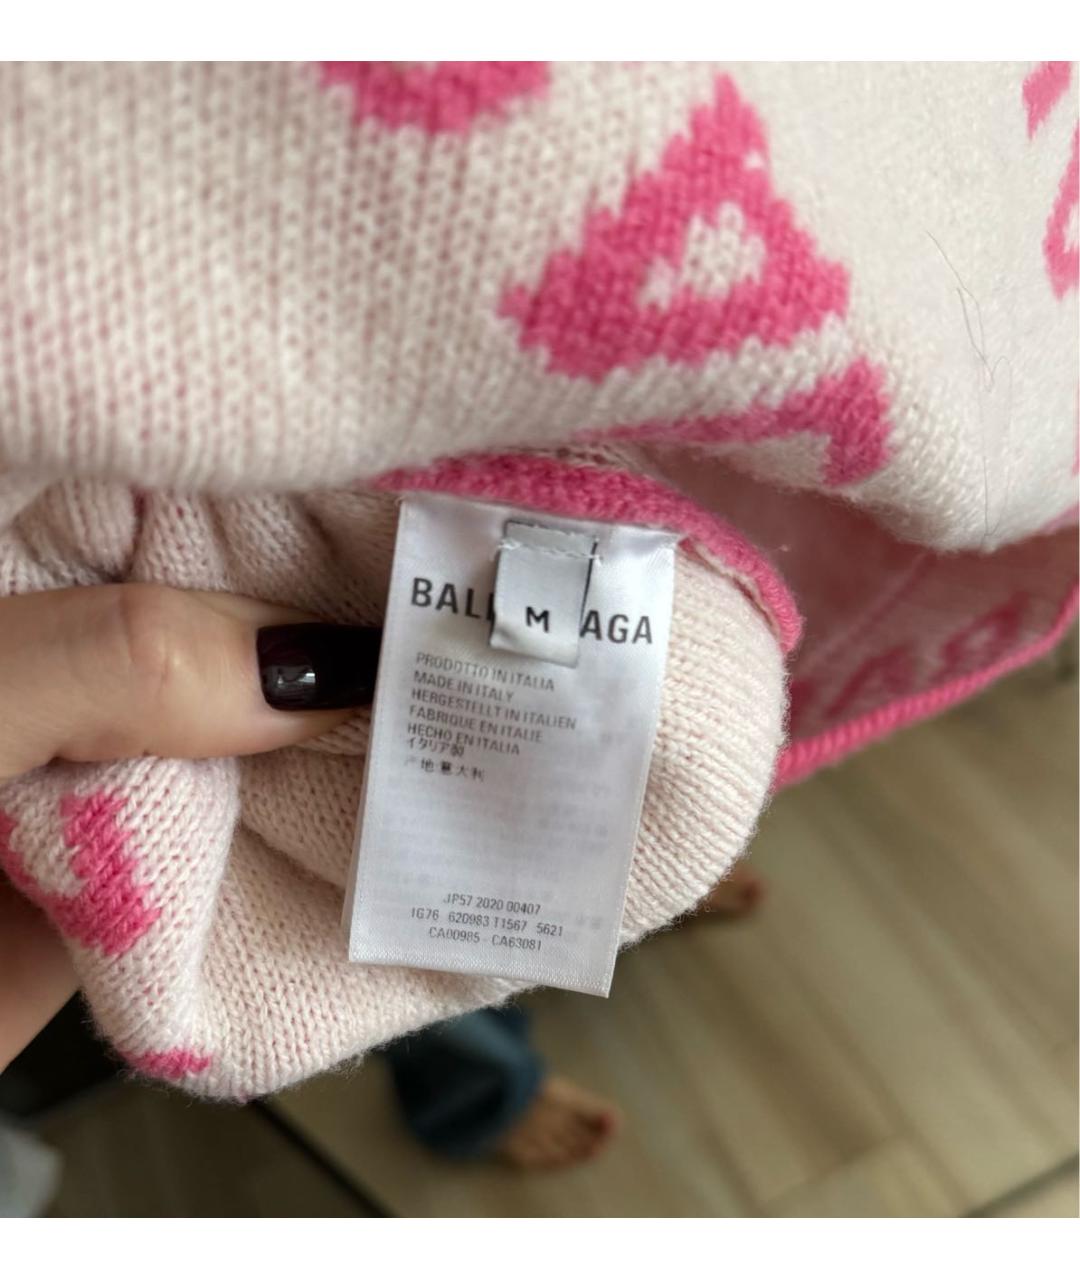 BAL
M
AGA
PRODOTTO IN ITALIA
MADE IN ITALY
HERGESTELLT IN ITALIEN
FABRIQUE EN ITALIE
HECHO EN ITALIA
イタリア製
产地意大利
JP57 2020 00407
1G76 620983 T1567 5621
CA00985 - CA63081